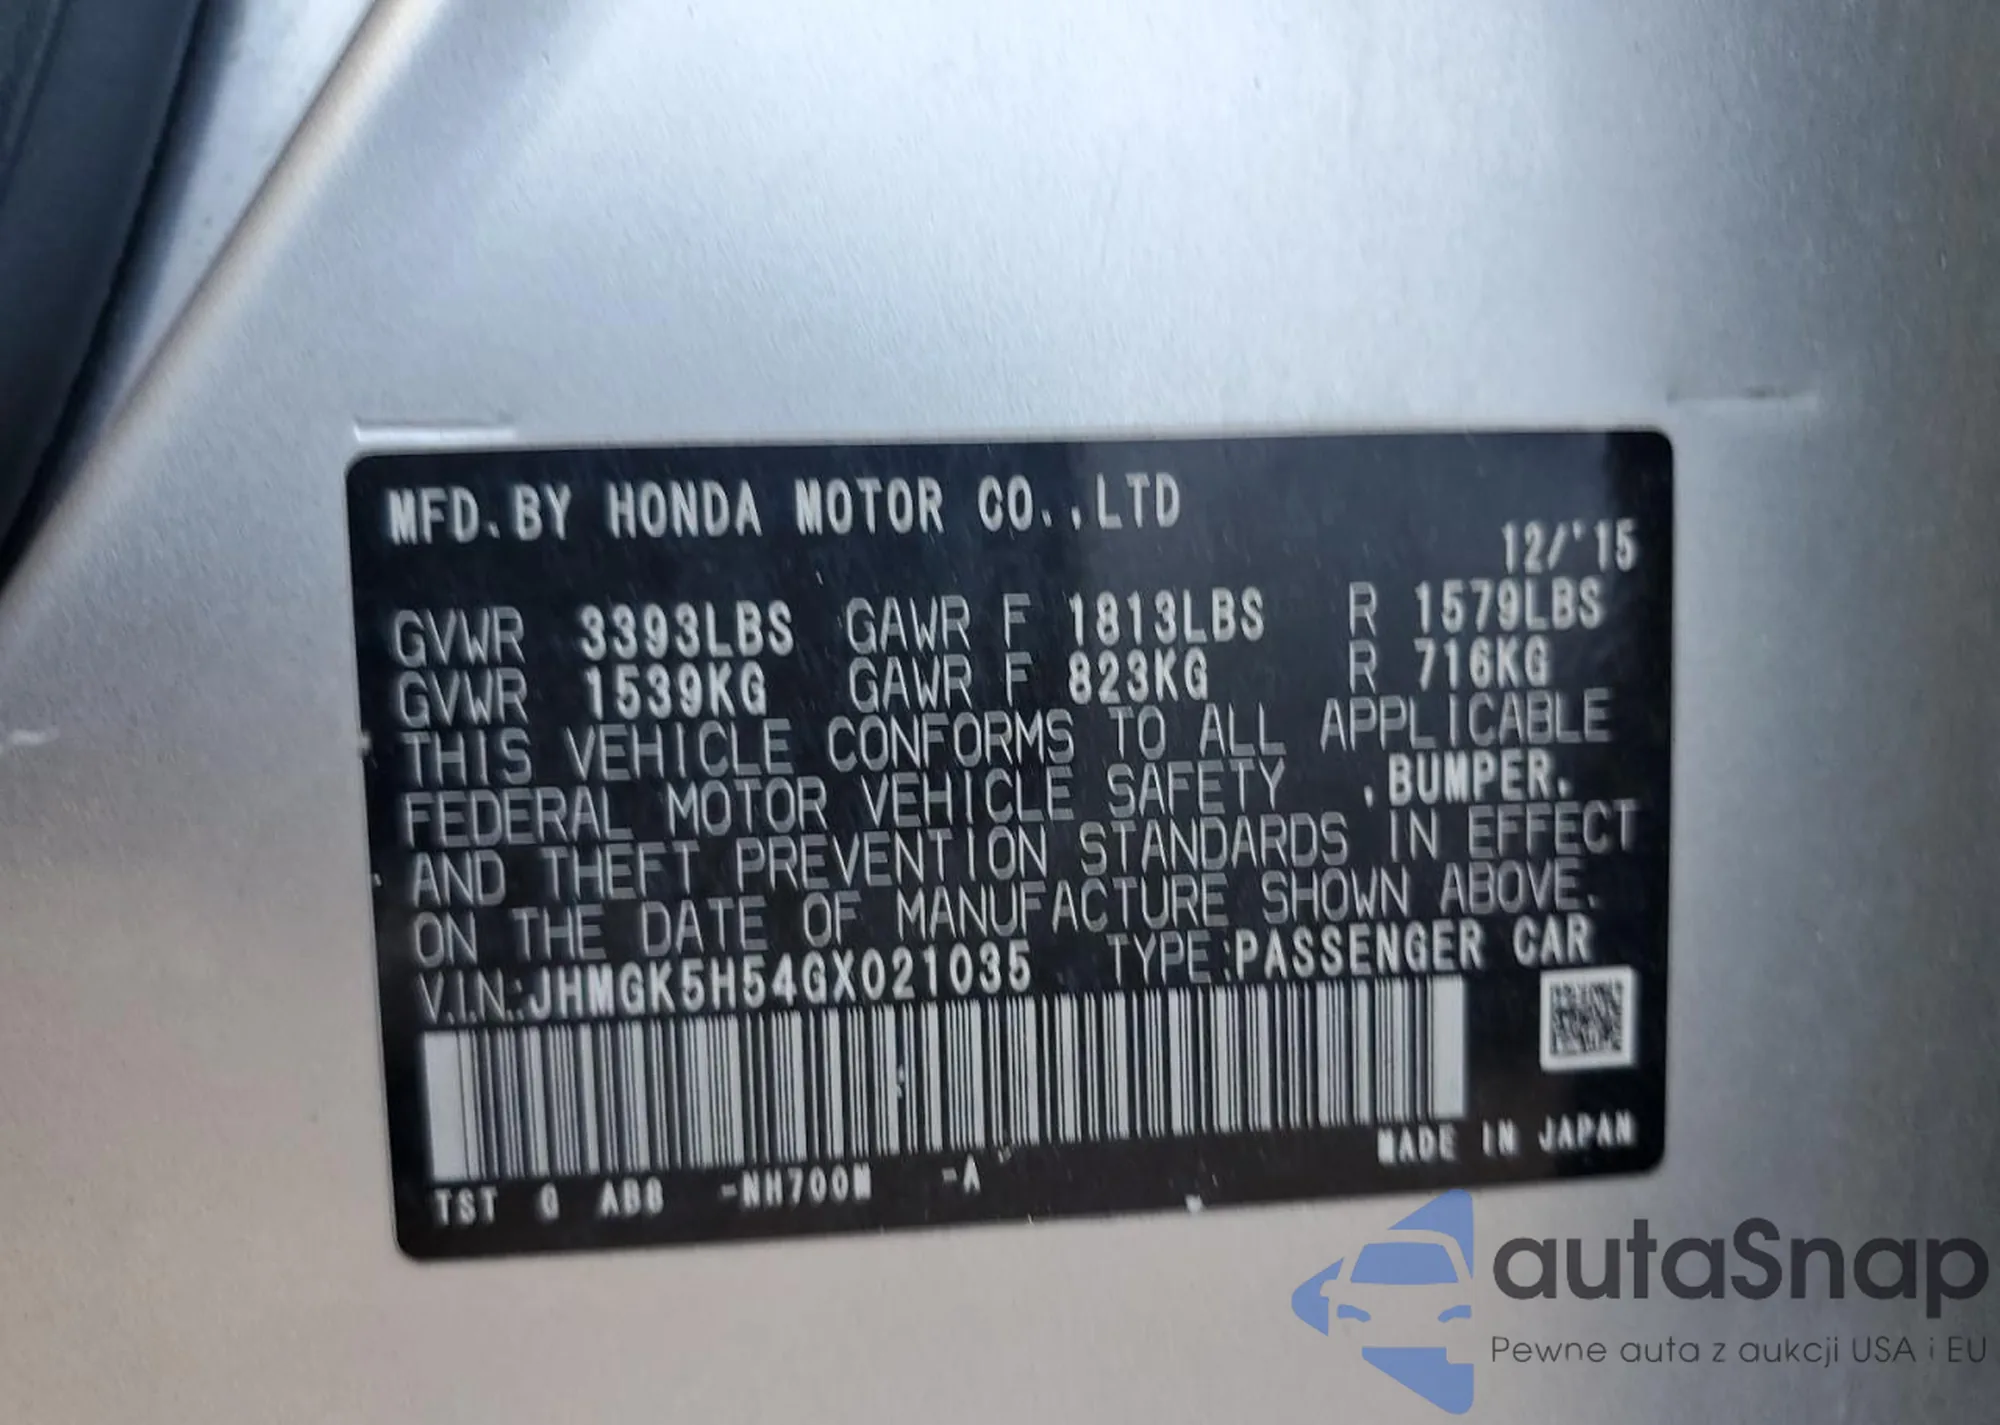 MFD. BY HONDA MOTOR CO., LTD
12/'15
GVWR 3393LBS GAWR F 1813LBS R 1579LBS
GVWR 1539KG GAWR F 823KG R 716KG
THIS VEHICLE CONFORMS TO ALL APPLICABLE
FEDERAL MOTOR VEHICLE SAFETY .BUMPER.
AND THEFT PREVENTION STANDARDS IN EFFECT
ON THE DATE OF MANUFACTURE SHOWN ABOVE.
V.I.N.:JHMGK5H54GX021035 TYPE:PASSENGER CAR
MADE IN JAPAN
TST -NH700M -A
autaSnap
Pewne auta z aukcji USA i EU